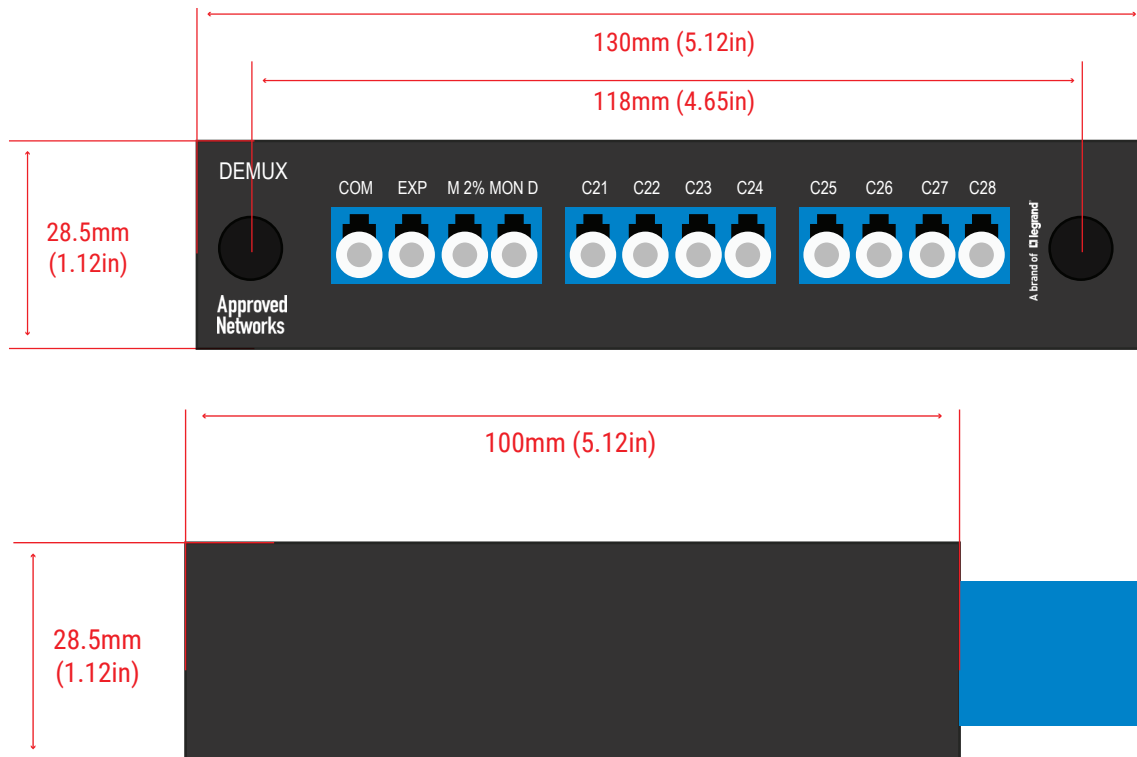 130mm (5.12in)
118mm (4.65in)
DEMUX
COM EXP M 2% MON D C21 C22 C23 C24 C25 C26 C27 C28
28.5mm
(1.12in)
Approved
Networks
A brand of legrand
100mm (5.12in)
28.5mm
(1.12in)